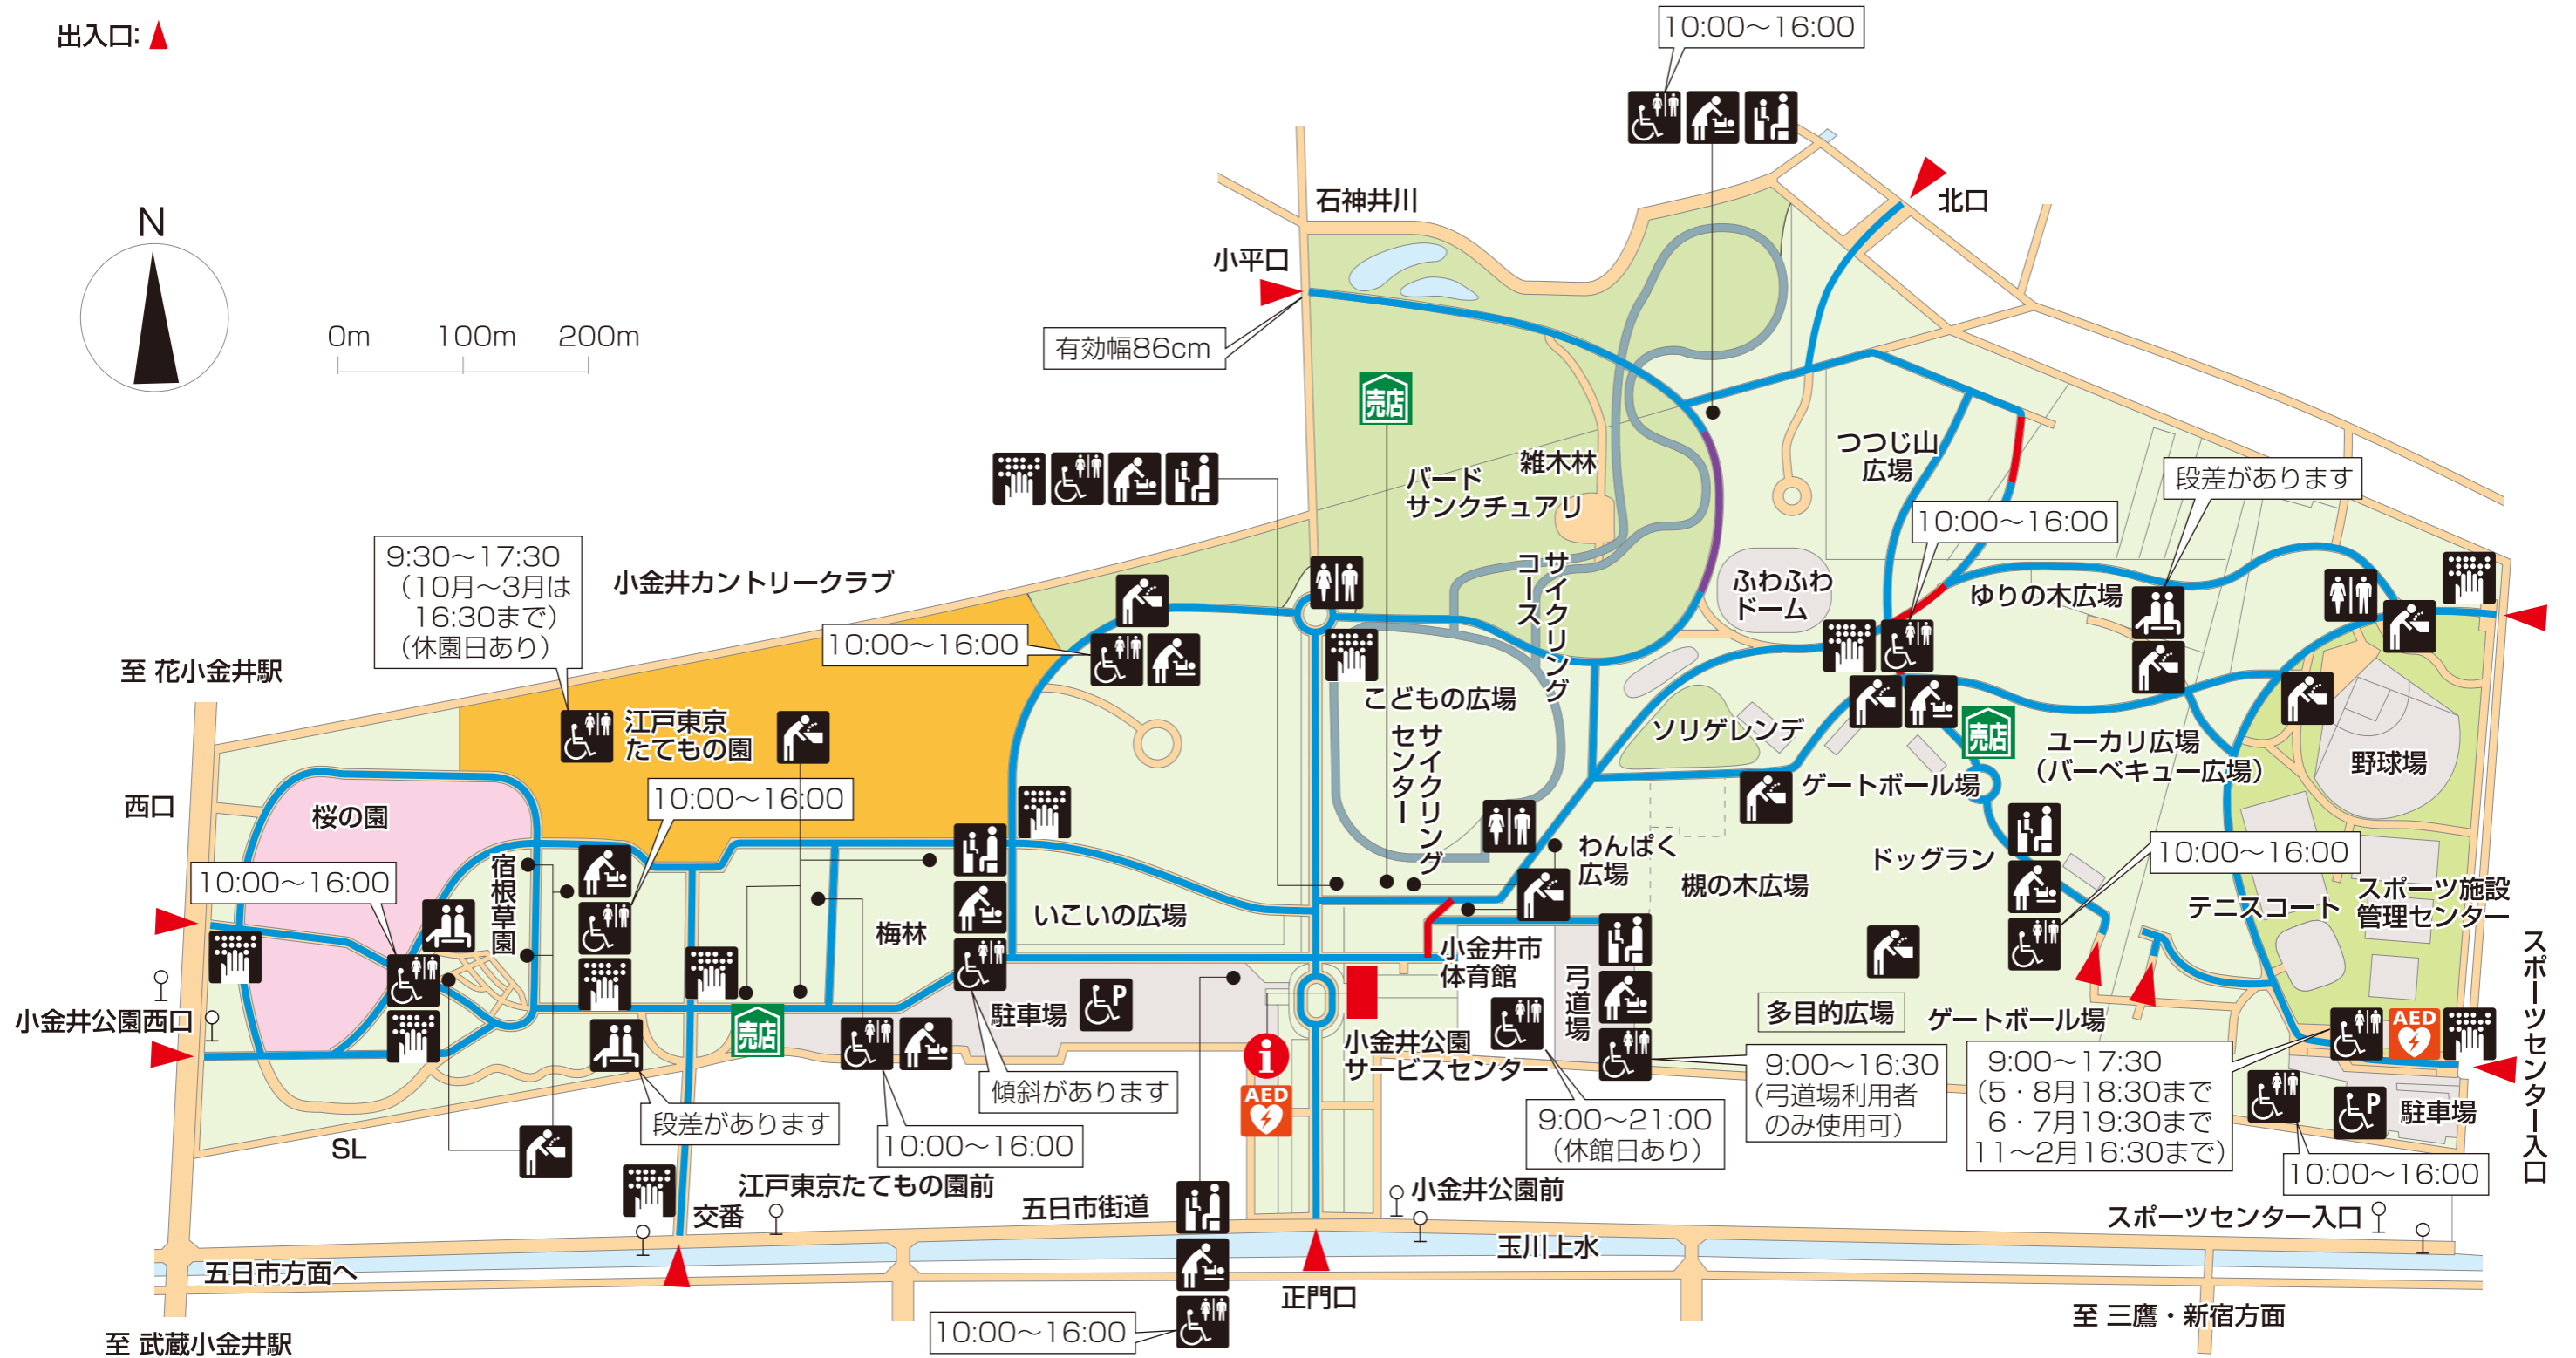 出入口:
10:00〜16:00
N
石神井川
北口
小平口
0m 100m 200m
有効幅86cm
売店
つつじ山
広場
雑木林
バード
サンクチュアリ
段差があります
10:00〜16:00
9:30〜17:30
(10月〜3月は
16:30まで)
(休園日あり)
小金井カントリークラブ
サイクリング
コース
ふわふわ
ドーム
ゆりの木広場
10:00〜16:00
至 花小金井駅
江戸東京
たてもの園
こどもの広場
サイクリング
センター
ソリゲレンデ
売店
ユーカリ広場
(バーベキュー広場)
野球場
ゲートボール場
西口
桜の園
10:00〜16:00
10:00〜16:00
宿根草園
わんぱく
広場
槻の木広場
ドッグラン
10:00〜16:00
テニスコート
スポーツ施設
管理センター
いこいの広場
梅林
小金井市
体育館
弓道場
スポーツセンター入口
小金井公園西口
駐車場
P
売店
多目的広場
ゲートボール場
小金井公園
サービスセンター
i
AED
AED
傾斜があります
段差があります
10:00〜16:00
9:00〜21:00
(休館日あり)
9:00〜16:30
(弓道場利用者
のみ使用可)
9:00〜17:30
(5・8月18:30まで
6・7月19:30まで
11〜2月16:30まで)
P
駐車場
10:00〜16:00
SL
江戸東京たてもの園前
交番
五日市街道
小金井公園前
スポーツセンター入口
玉川上水
五日市方面へ
正門口
10:00〜16:00
至 三鷹・新宿方面
至 武蔵小金井駅